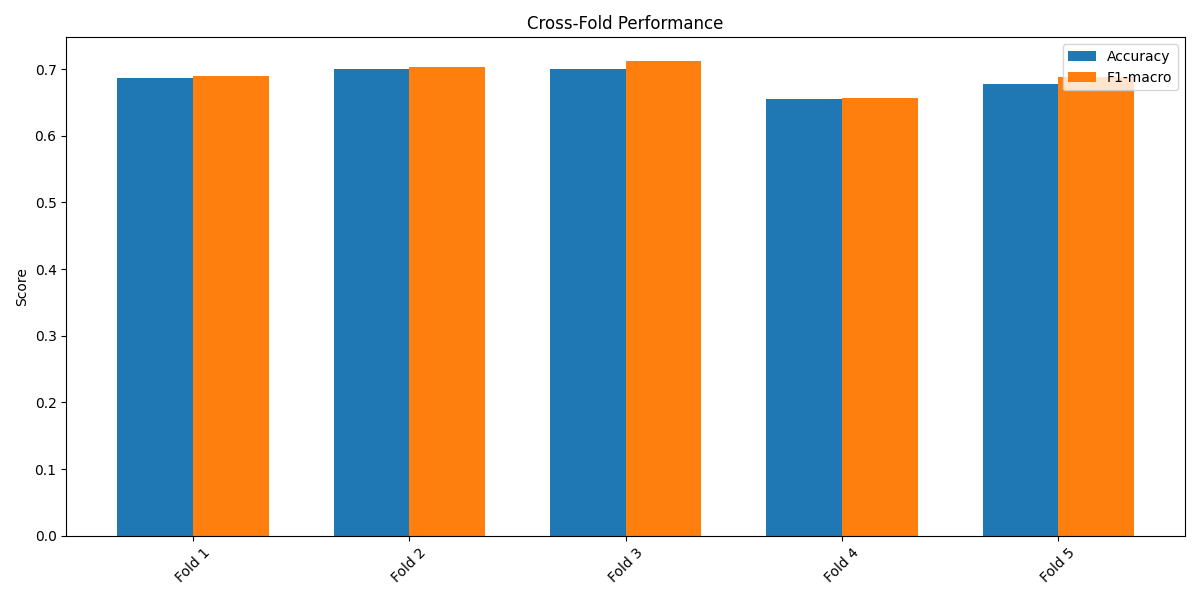 Cross-Fold Performance
Accuracy
F1-macro
0.7
0.6
0.5
0.4
0.3
0.2
0.1
0.0
Score
Fold 1
Fold 2
Fold 3
Fold 4
Fold 5